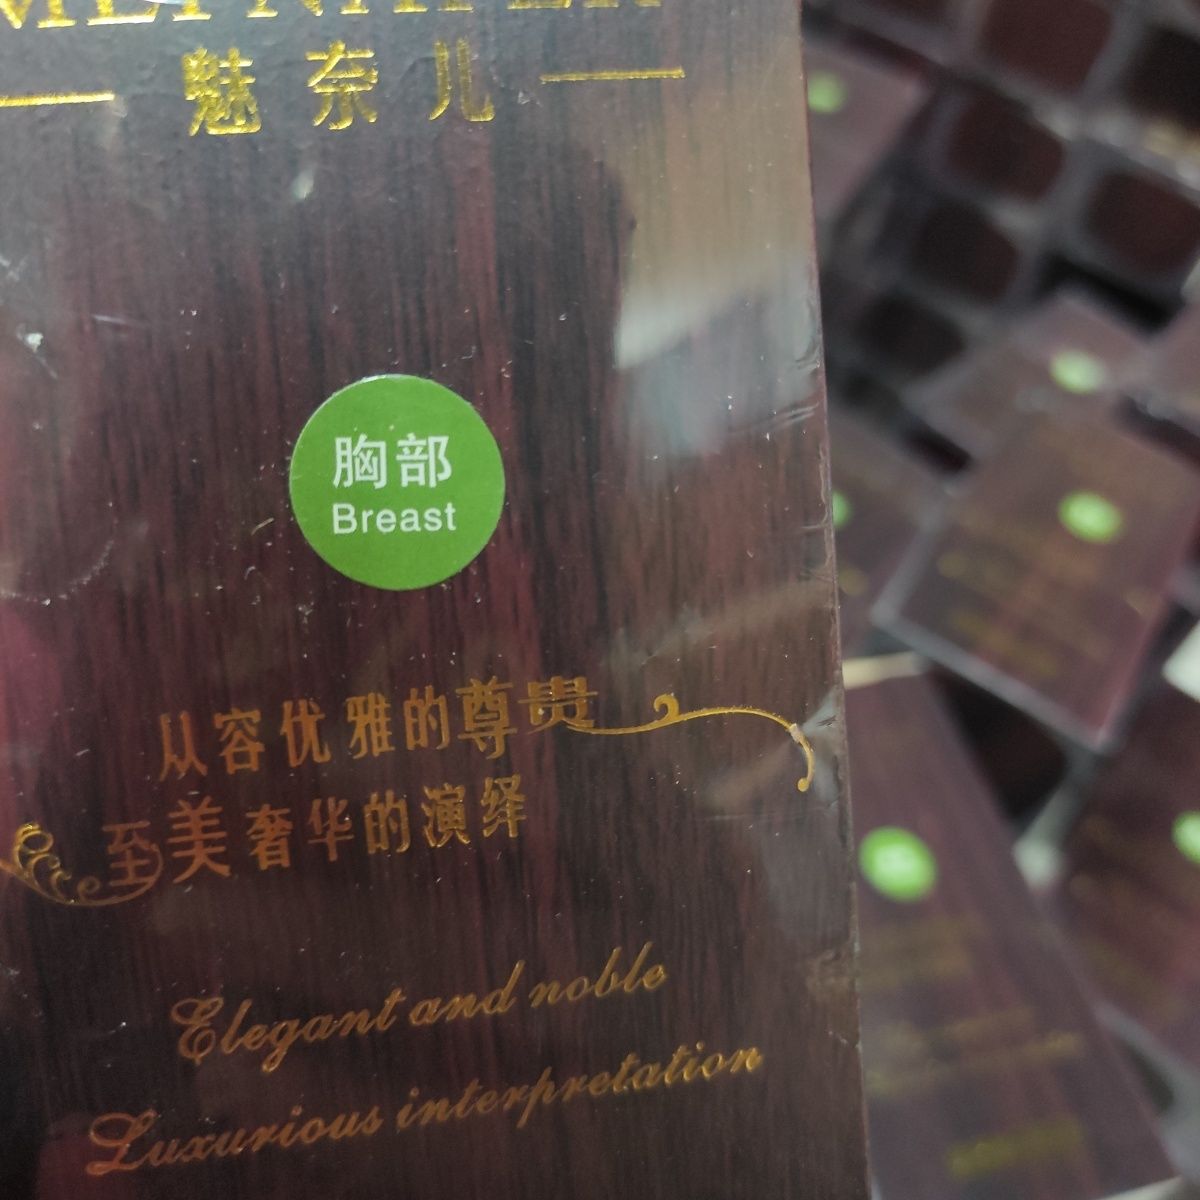 魅奈儿
胸部
Breast
从容优雅的尊贵
至美奢华的演绎
Elegant and noble
Luxurious interpretation